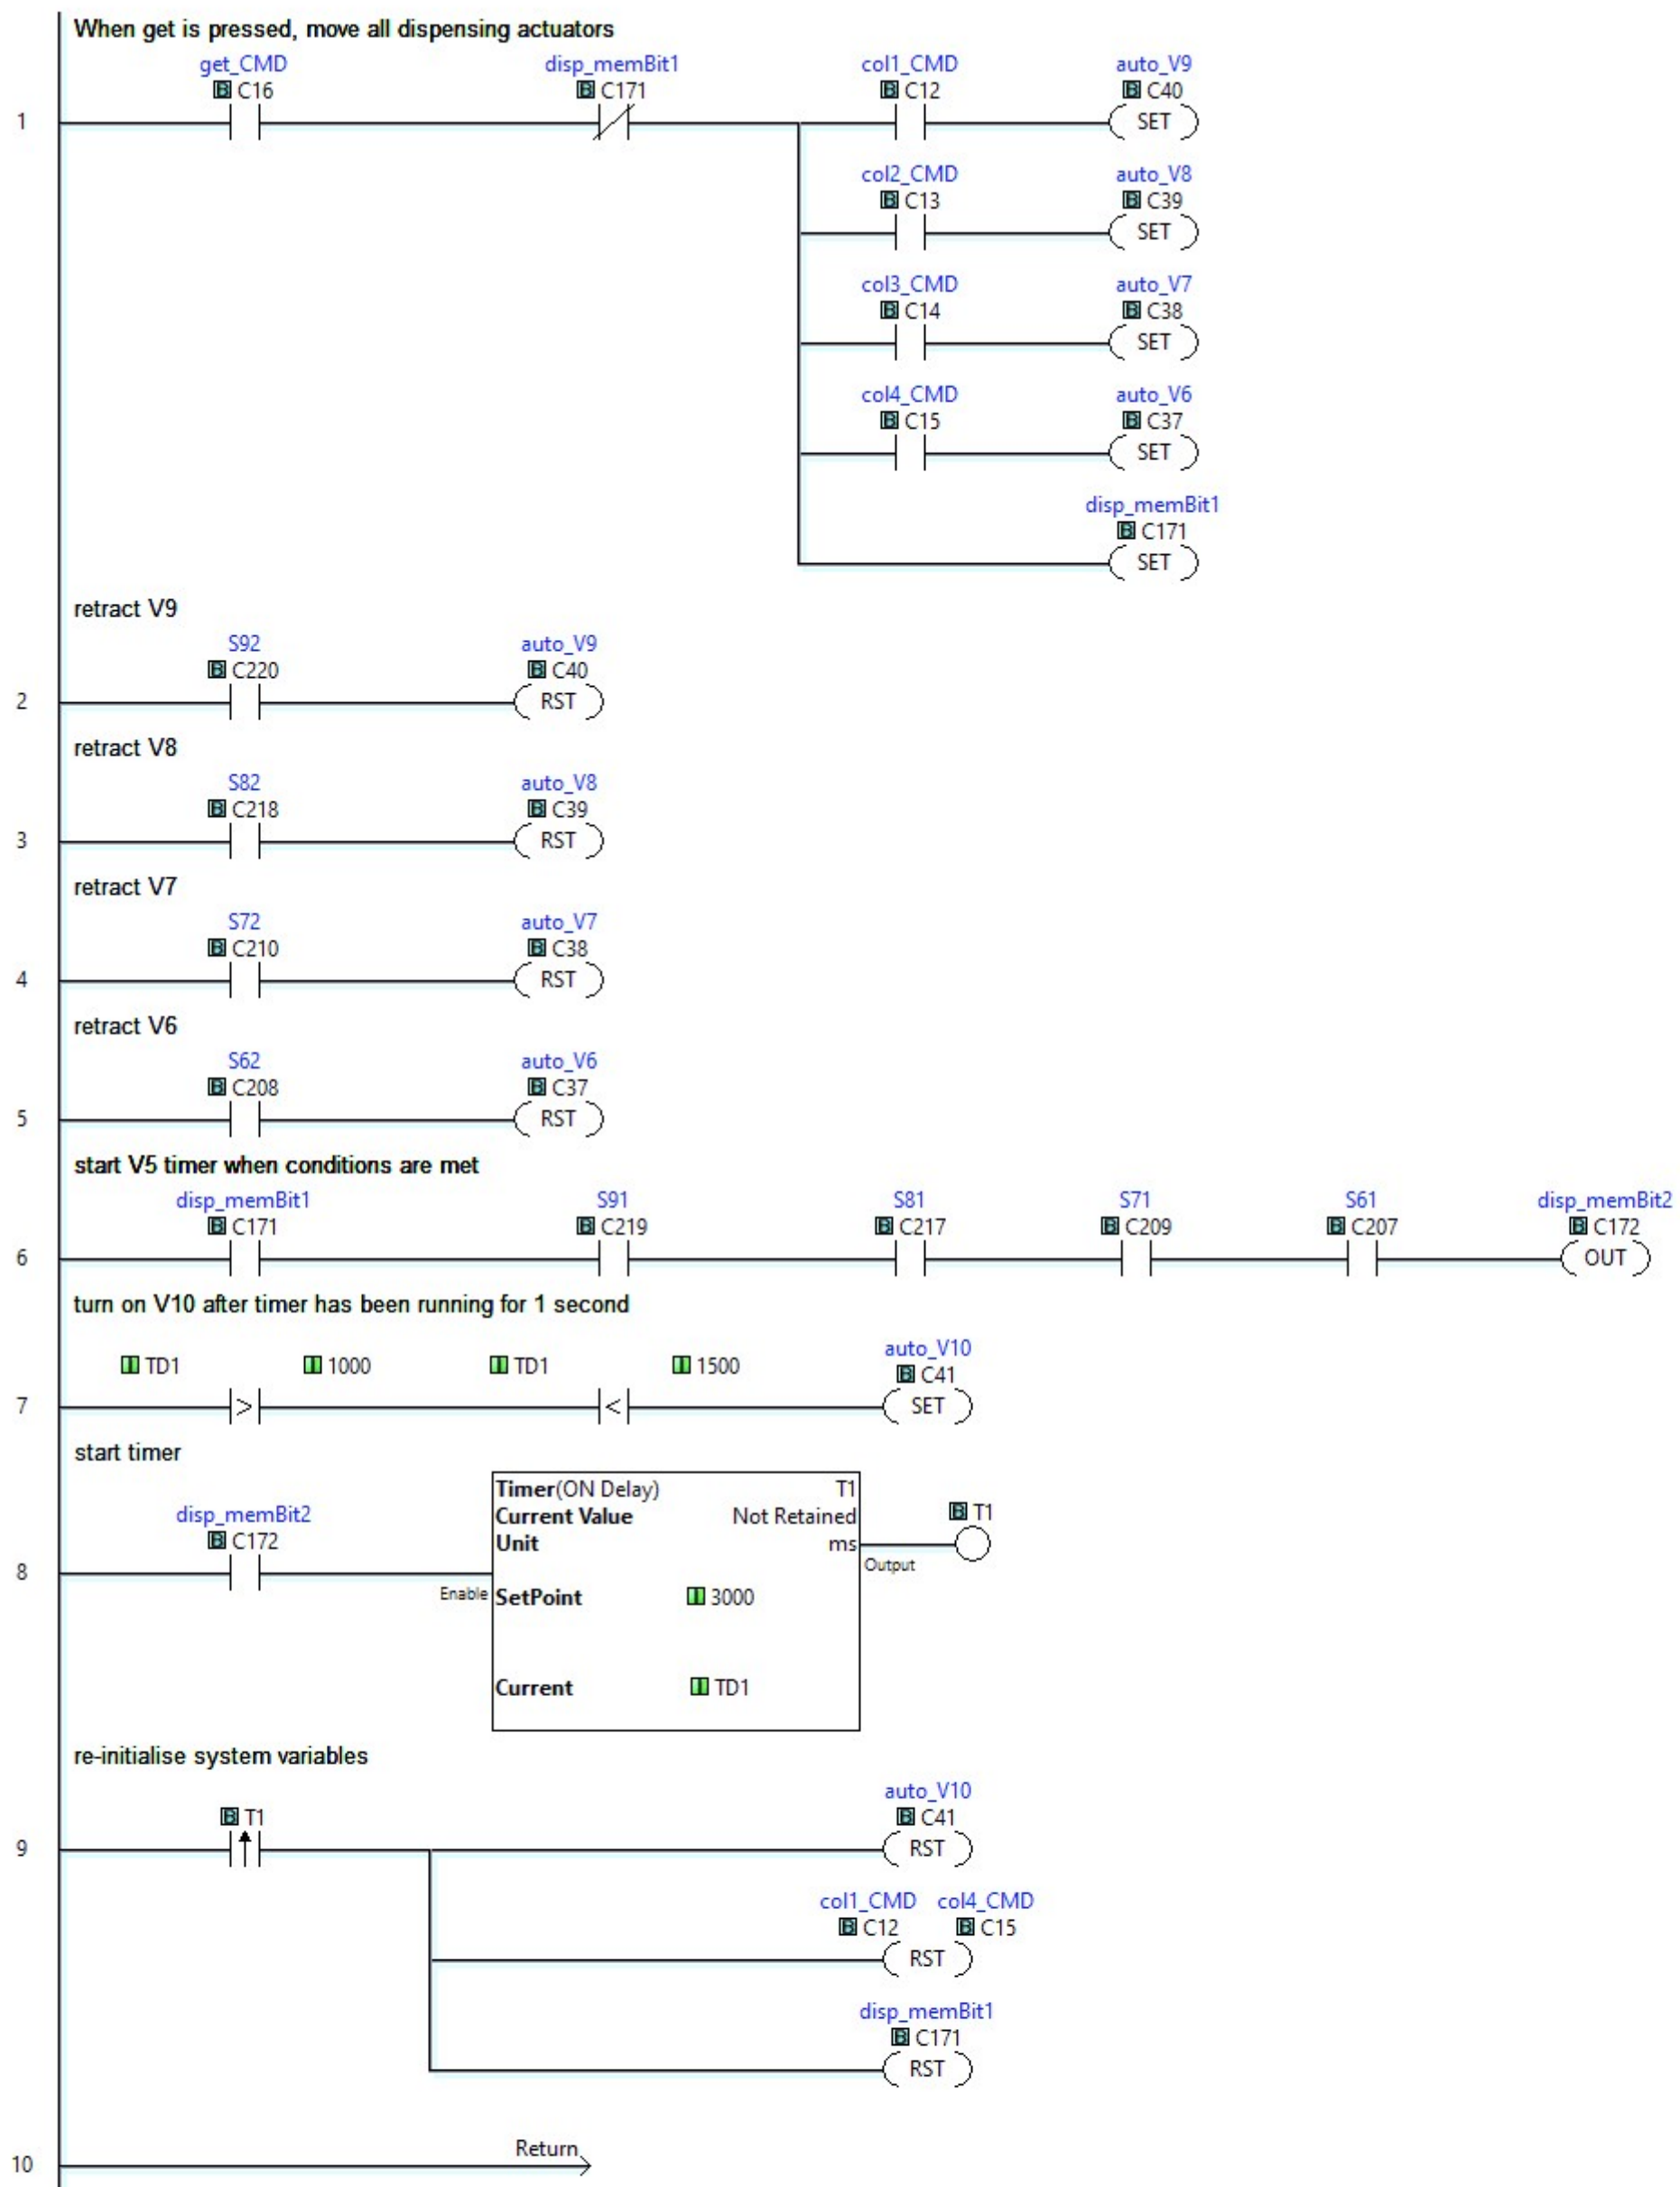 When get is pressed, move all dispensing actuators
get_CMD disp_memBit1 col1_CMD auto_V9
B C16 B C171 B C12 B C40
1 SET
col2_CMD auto_V8
B C13 B C39
SET
col3_CMD auto_V7
B C14 B C38
SET
col4_CMD auto_V6
B C15 B C37
SET
disp_memBit1
B C171
SET
retract V9
S92 auto_V9
B C220 B C40
2 RST
retract V8
S82 auto_V8
B C218 B C39
3 RST
retract V7
S72 auto_V7
B C210 B C38
4 RST
retract V6
S62 auto_V6
B C208 B C37
5 RST
start V5 timer when conditions are met
disp_memBit1 S91 S81 S71 S61 disp_memBit2
B C171 B C219 B C217 B C209 B C207 B C172
6 OUT
turn on V10 after timer has been running for 1 second
auto_V10
I TD1 I 1000 I TD1 I 1500 B C41
7 > < SET
start timer
Timer(ON Delay) T1
disp_memBit2 Current Value Not Retained B T1
B C172 Unit ms
8 Output
Enable SetPoint I 3000
Current I TD1
re-initialise system variables
auto_V10
B T1 B C41
9 RST
col1_CMD col4_CMD
B C12 B C15
RST
disp_memBit1
B C171
RST
Return
10